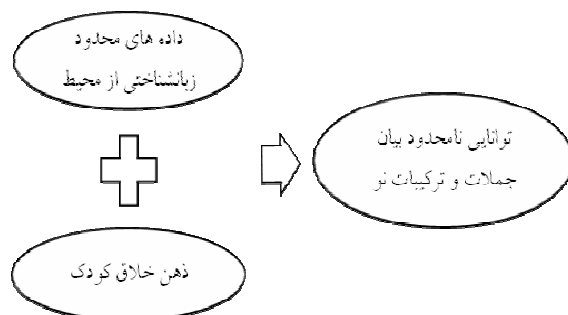 داده های محدود
زبانشناختی از محیط
توانایی نامحدود بیان
جملات و ترکیبات نو
ذهن خلاق کودک